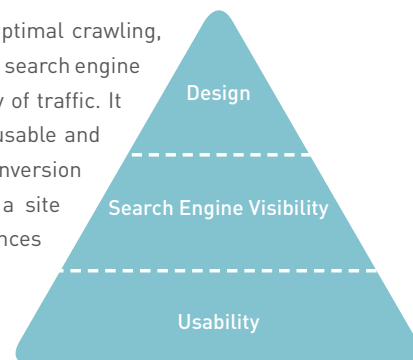 ptimal crawling,
search engine
y of traffic. It
usable and
nversion
a site
nces
Design
Search Engine Visibility
Usability